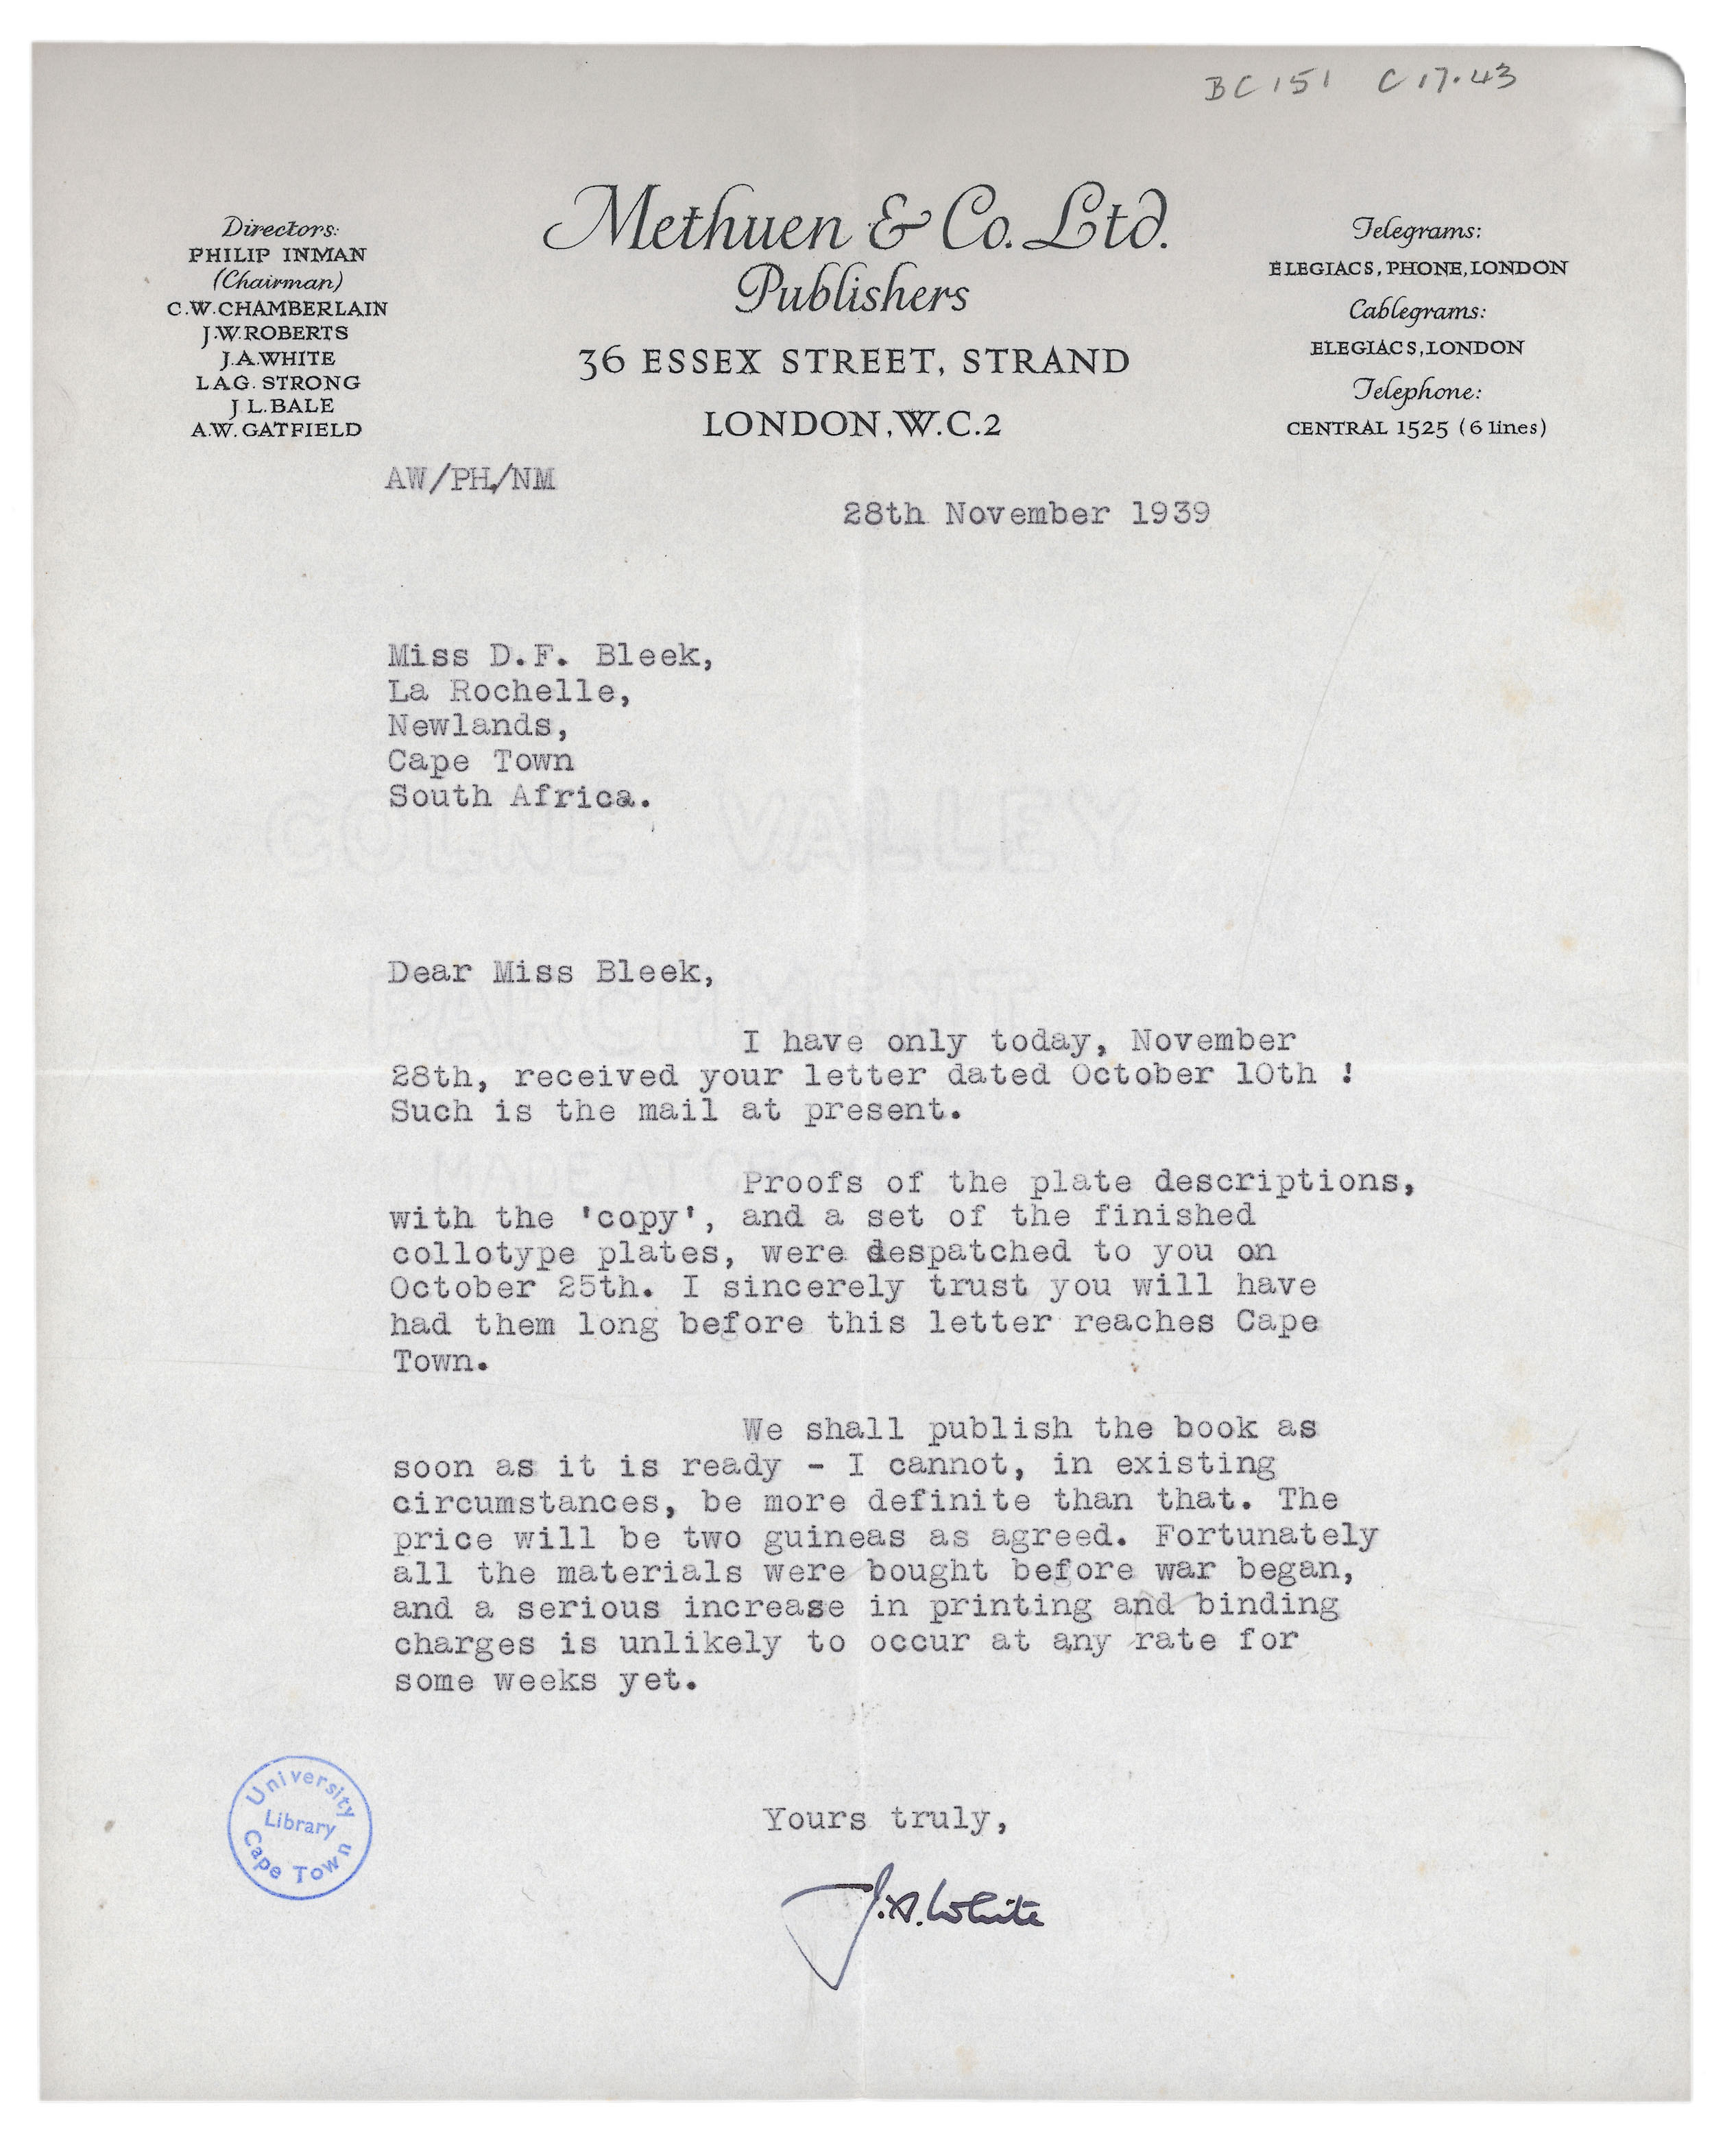 BC 151 C 17.43
Directors:
PHILIP INMAN
(Chairman)
C.W. CHAMBERLAIN
J.W. ROBERTS
J.A. WHITE
L.A.G. STRONG
J.L. BALE
A.W. GATFIELD
Methuen & Co. Ltd.
Publishers
36 ESSEX STREET, STRAND
LONDON, W.C.2
Telegrams:
ELEGIACS, PHONE, LONDON
Cablegrams:
ELEGIACS, LONDON
Telephone:
CENTRAL 1525 (6 lines)
AW/PH/NM
28th November 1939
Miss D.F. Bleek,
La Rochelle,
Newlands,
Cape Town
South Africa.
COLNE VALLEY
PARCHMENT
Dear Miss Bleek,
I have only today, November
28th, received your letter dated October 10th !
Such is the mail at present.
MADE AT
Proofs of the plate descriptions,
with the 'copy', and a set of the finished
collotype plates, were despatched to you on
October 25th. I sincerely trust you will have
had them long before this letter reaches Cape
Town.
We shall publish the book as
soon as it is ready - I cannot, in existing
circumstances, be more definite than that. The
price will be two guineas as agreed. Fortunately
all the materials were bought before war began,
and a serious increase in printing and binding
charges is unlikely to occur at any rate for
some weeks yet.
Yours truly,
J.A. White
University
Library
Cape Town